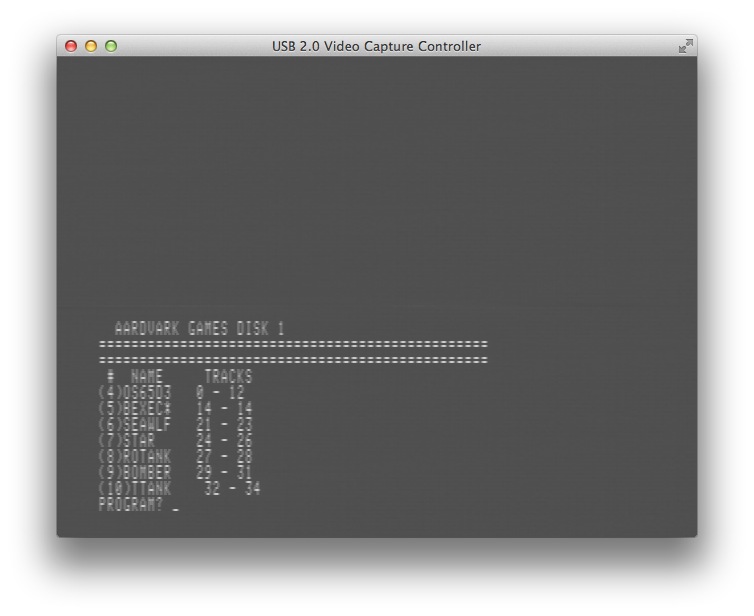 USB 2.0 Video Capture Controller
AARDVARK GAMES DISK 1
================================================
================================================
# NAME TRACKS
(4)OS65D3 0 - 12
(5)BEXEC* 14 - 14
(6)SEAWLF 21 - 23
(7)STAR 24 - 26
(8)ROTANK 27 - 28
(9)BOMBER 29 - 31
(10)TTANK 32 - 34
PROGRAM? _